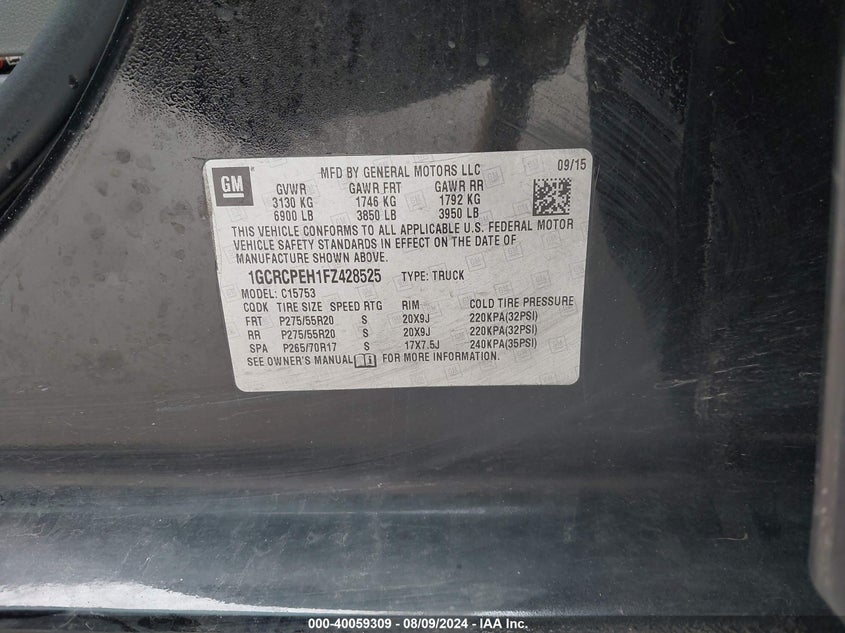 GM
MFD BY GENERAL MOTORS LLC 09/15
GVWR GAWR FRT GAWR RR
3130 KG 1746 KG 1792 KG
6900 LB 3850 LB 3950 LB
THIS VEHICLE CONFORMS TO ALL APPLICABLE U.S. FEDERAL MOTOR
VEHICLE SAFETY STANDARDS IN EFFECT ON THE DATE OF
MANUFACTURE SHOWN ABOVE.
1GCRCPEH1FZ428525 TYPE: TRUCK
MODEL: C15753
CQDK TIRE SIZE SPEED RTG RIM COLD TIRE PRESSURE
FRT P275/55R20 S 20X9J 220KPA(32PSI)
RR P275/55R20 S 20X9J 220KPA(32PSI)
SPA P265/70R17 S 17X7.5J 240KPA(35PSI)
SEE OWNER'S MANUAL FOR MORE INFORMATION.
000-40059309 - 08/09/2024 - IAA Inc.